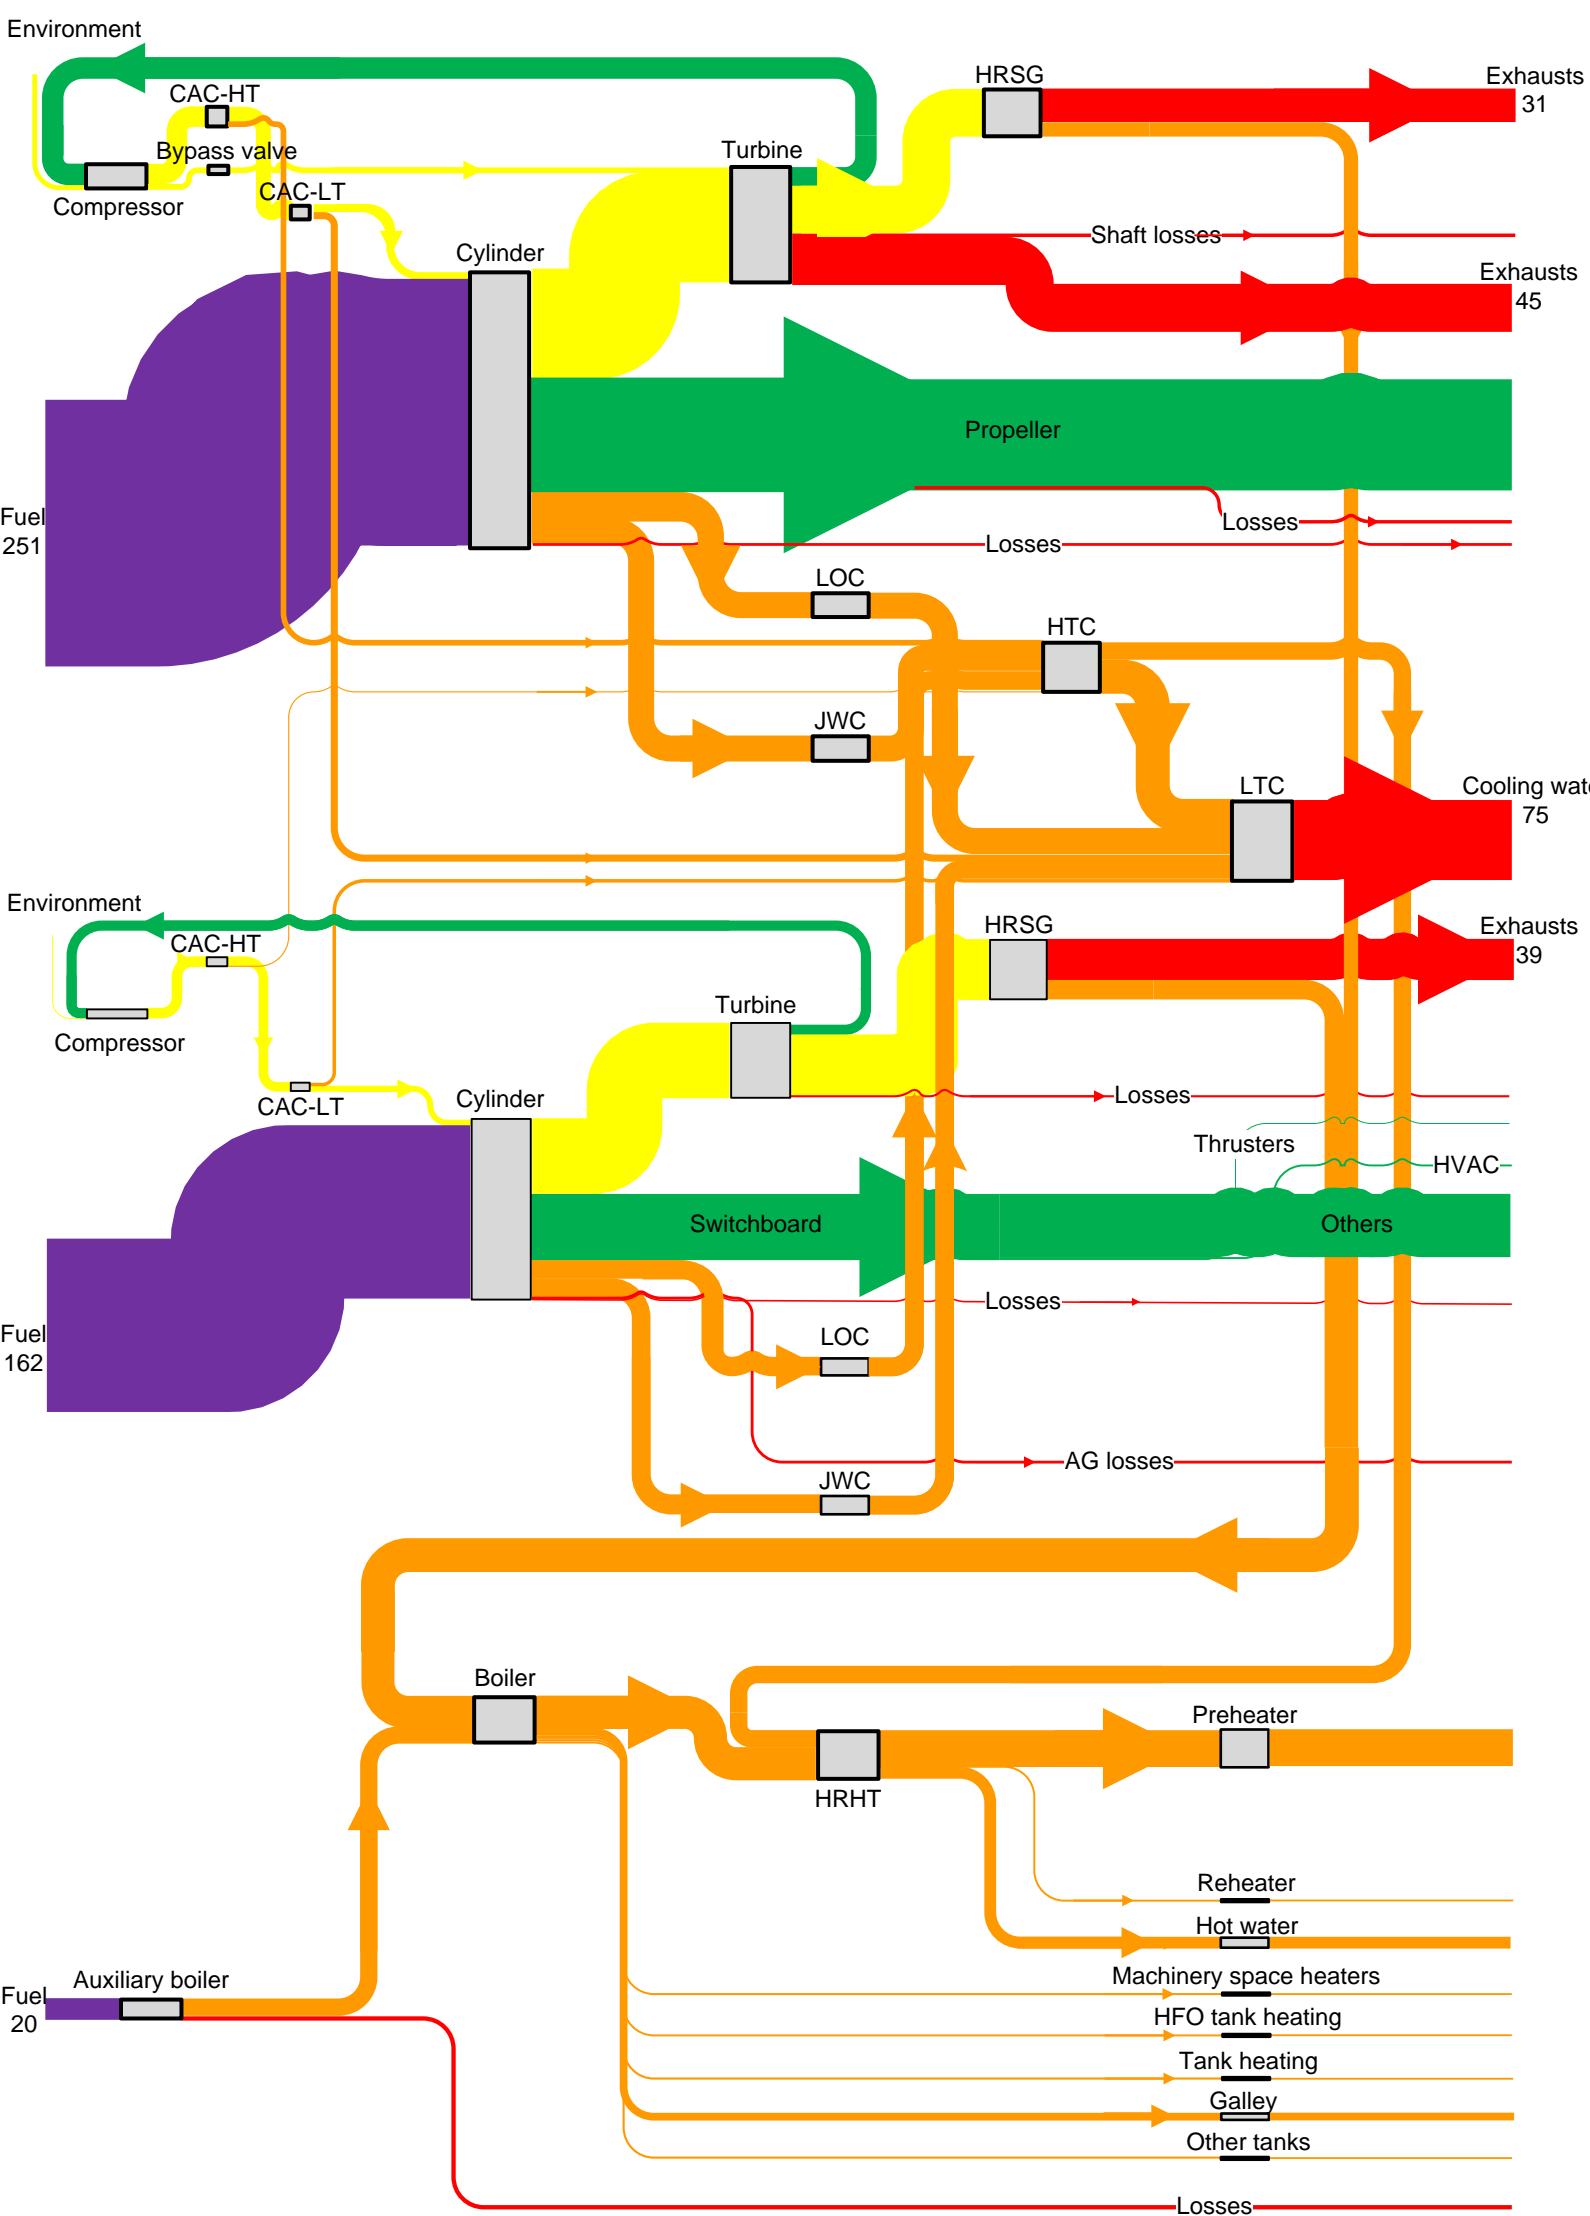 Environment
CAC-HT
HRSG
Exhausts
31
Bypass valve
Turbine
CAC-LT
Compressor
Shaft losses
Cylinder
Exhausts
45
Propeller
Fuel
251
Losses
Losses
LOC
HTC
JWC
LTC
Cooling wate
75
Environment
CAC-HT
HRSG
Exhausts
39
Turbine
Compressor
Losses
CAC-LT
Cylinder
Thrusters
HVAC
Switchboard
Others
Losses
Fuel
162
LOC
AG losses
JWC
Boiler
Preheater
HRHT
Reheater
Hot water
Auxiliary boiler
Machinery space heaters
Fuel
20
HFO tank heating
Tank heating
Galley
Other tanks
Losses